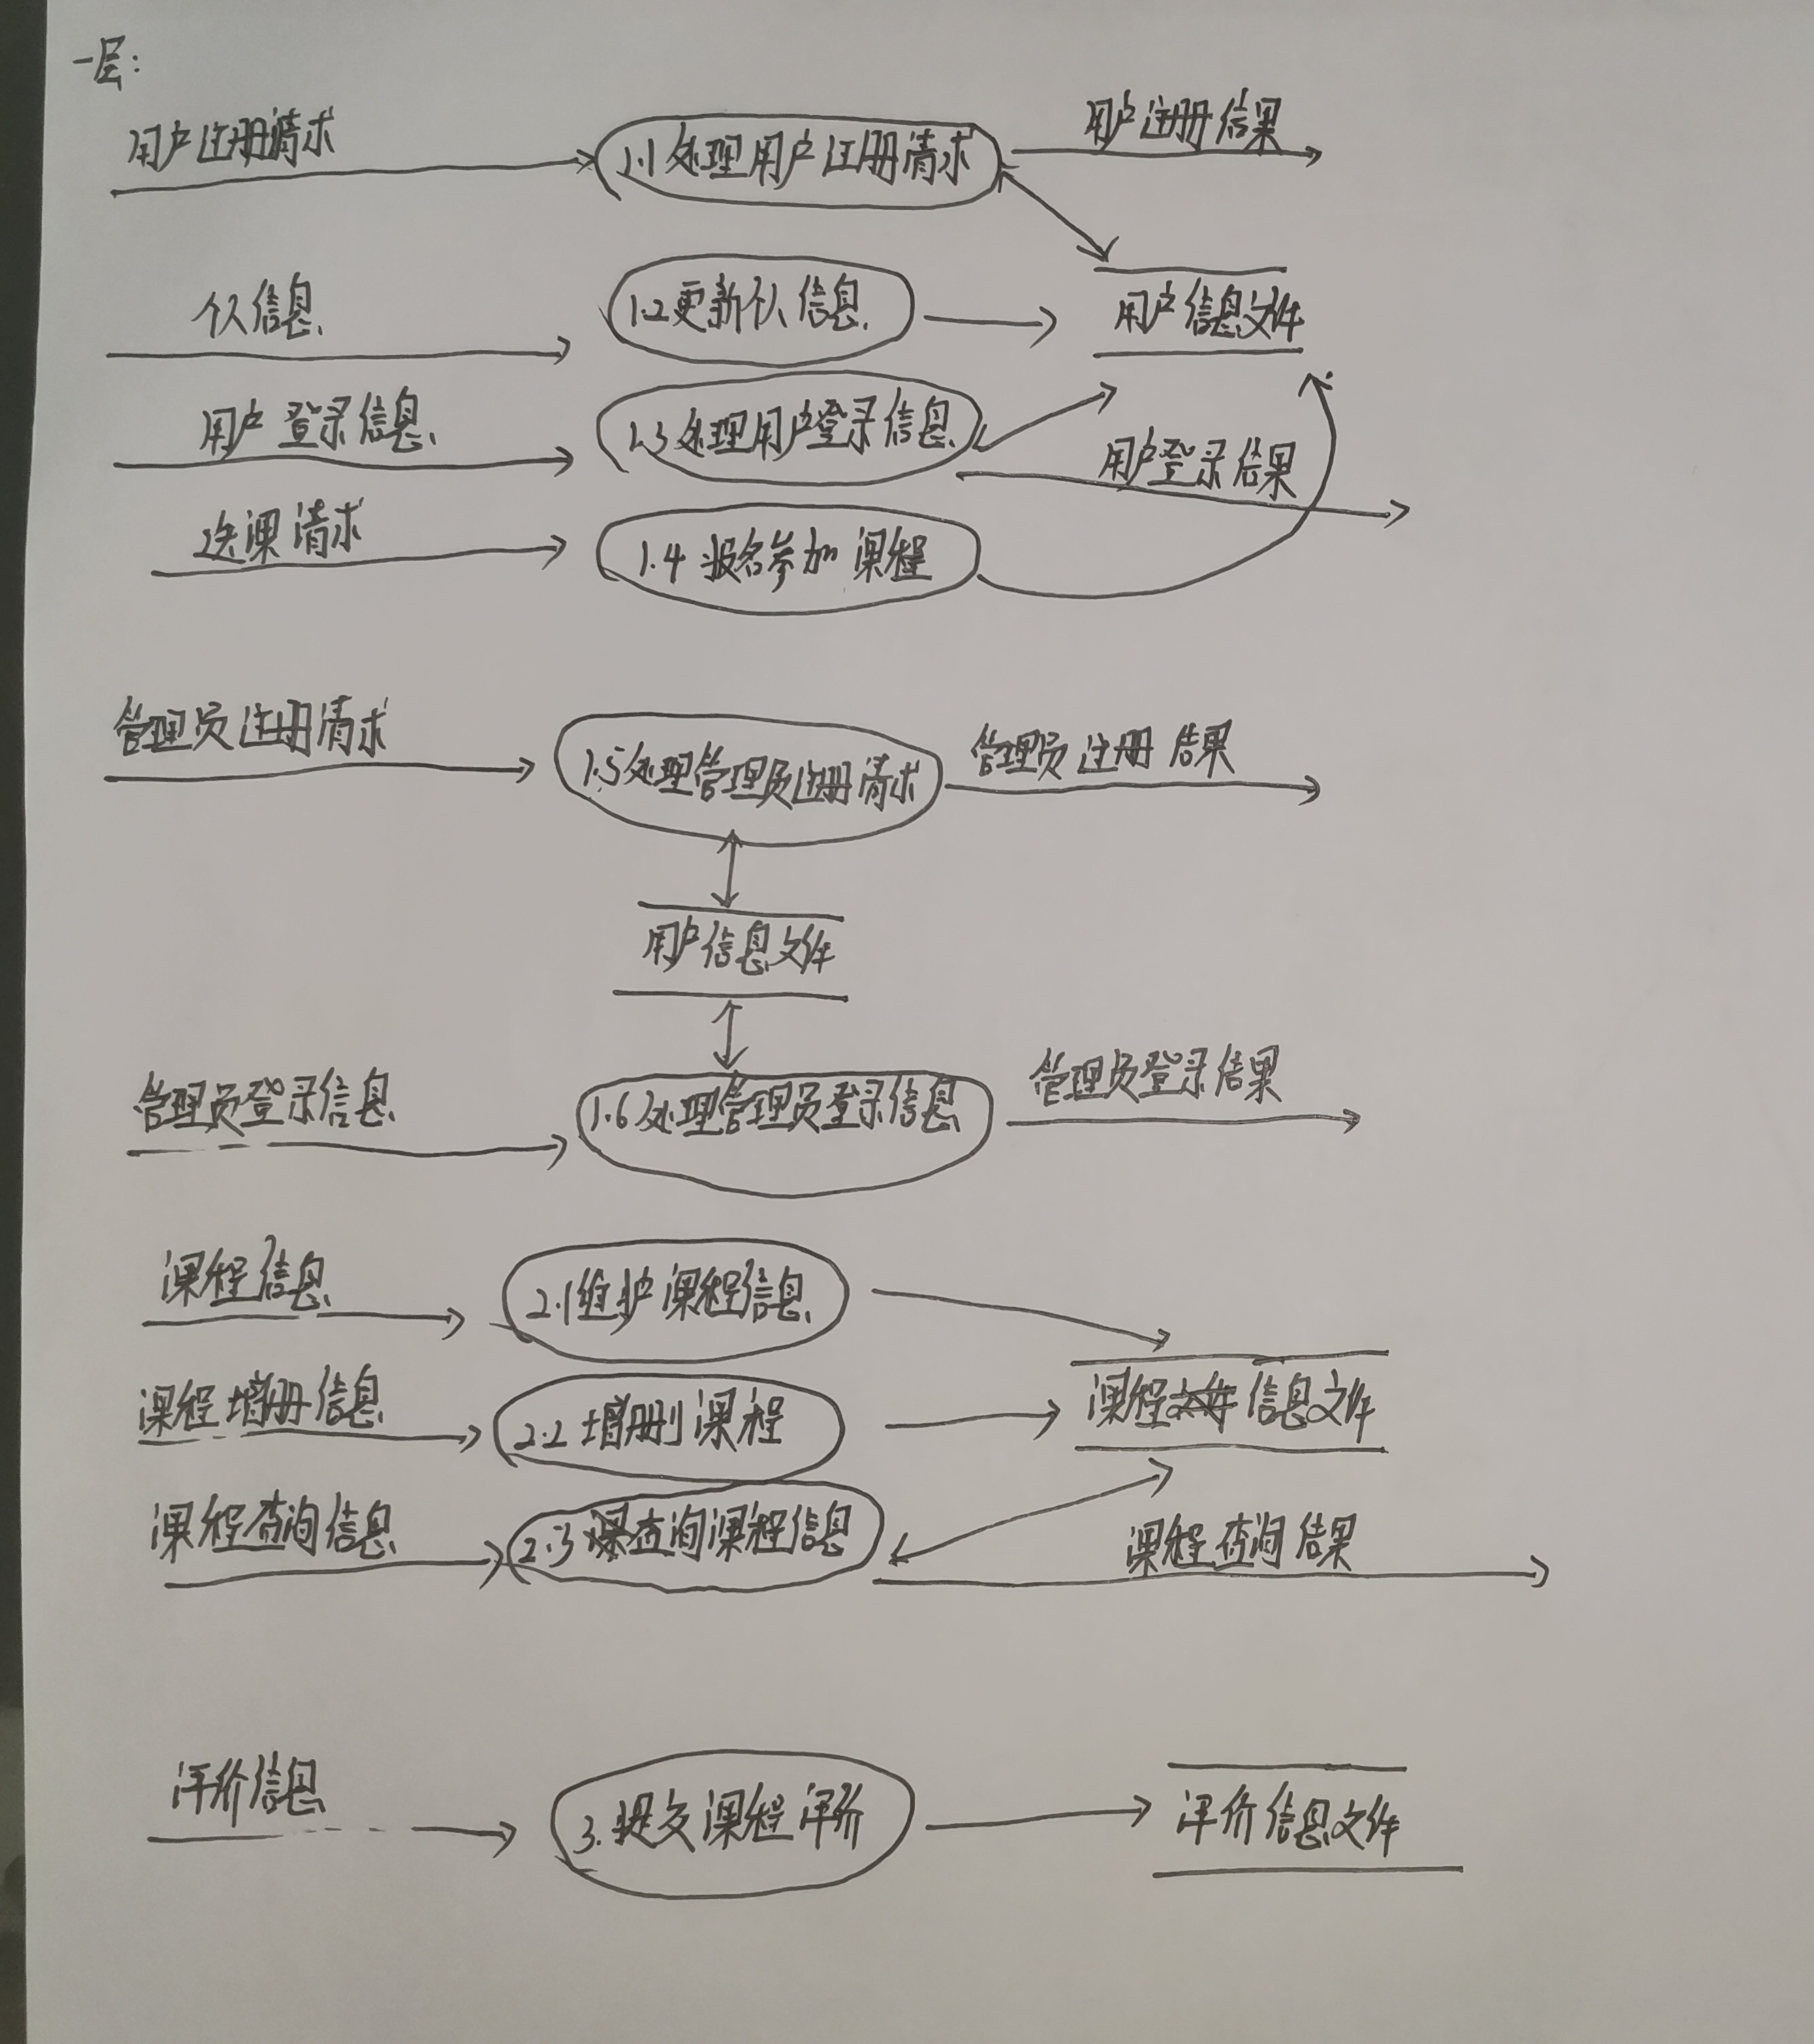 一层:
用户注册请求
1.1处理用户注册请求
用户注册结果
个人信息
1.2更新个人信息
用户信息文件
用户登录信息
1.3处理用户登录信息
用户登录结果
选课请求
1.4 报名参加课程
管理员注册请求
1.5处理管理员注册请求
管理员注册结果
用户信息文件
管理员登录信息
1.6处理管理员登录信息
管理员登录结果
课程信息
2.1维护课程信息
课程增册信息
2.2增删课程
课程信息文件
课程查询信息
2.3查询课程信息
课程查询结果
评价信息
3.提交课程评价
评价信息文件